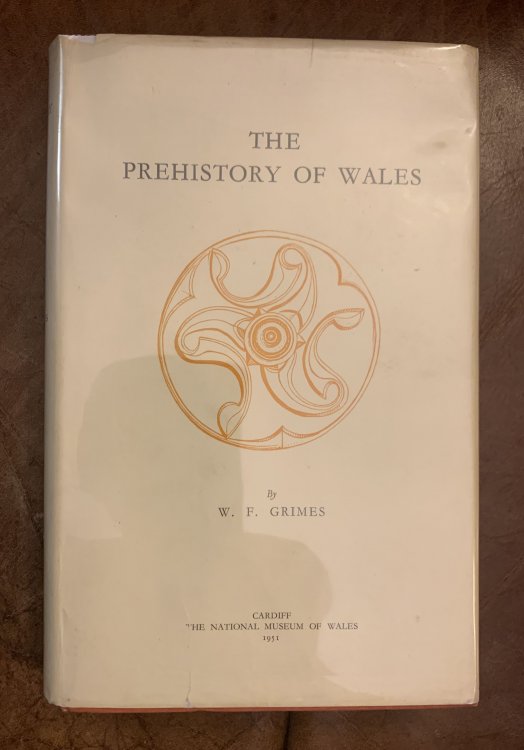 THE
PREHISTORY OF WALES
By
W. F. GRIMES
CARDIFF
THE NATIONAL MUSEUM OF WALES
1951